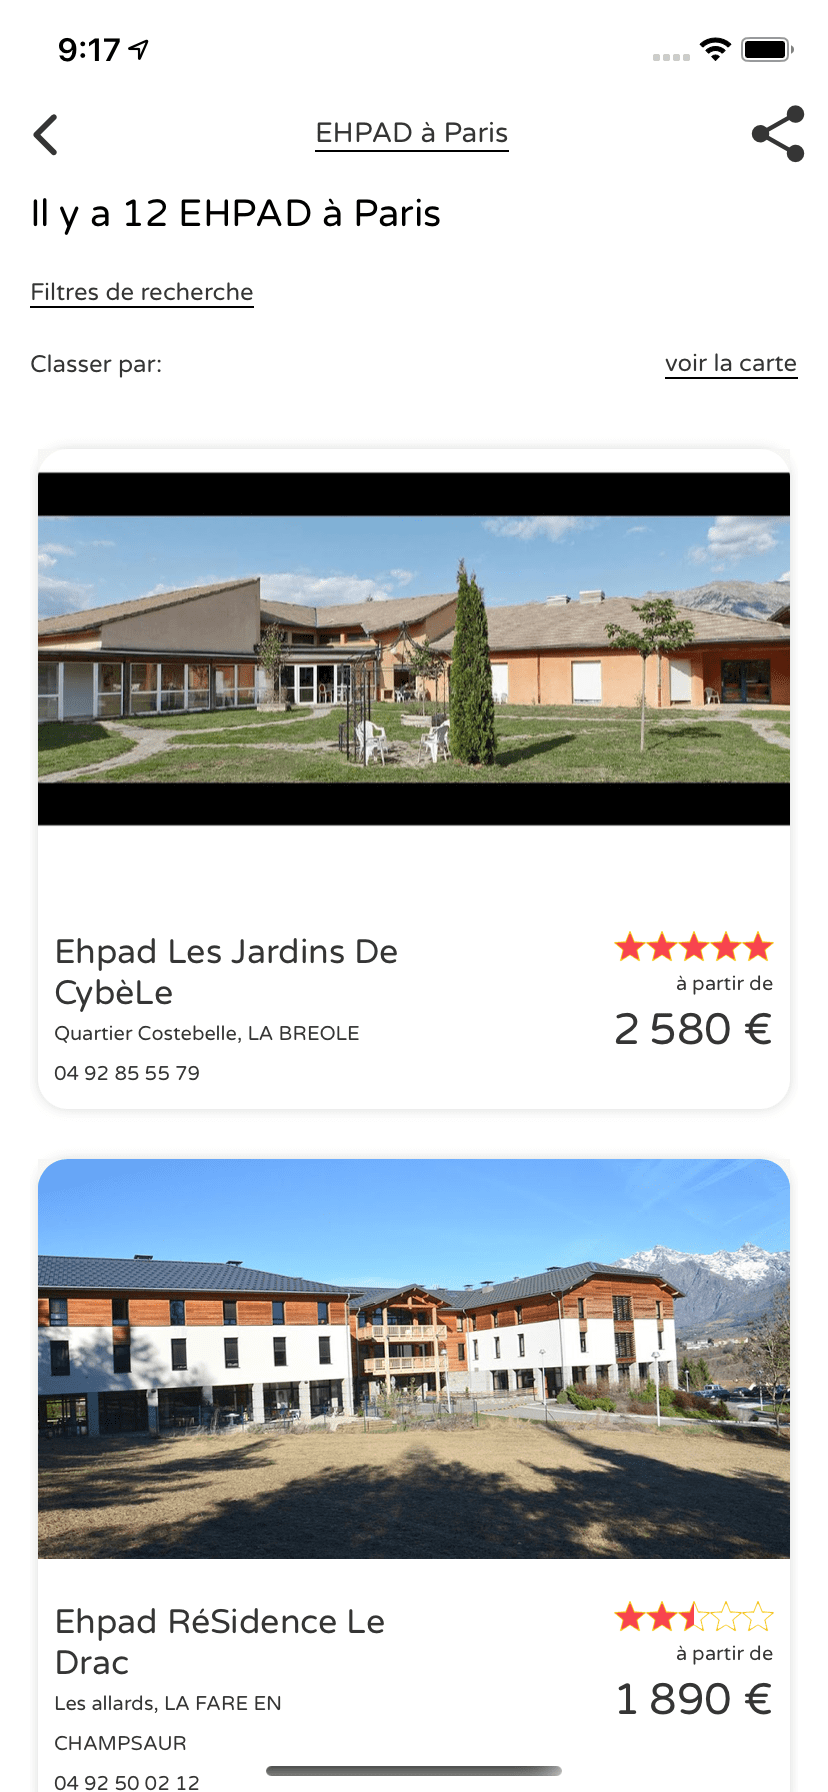 9:17
EHPAD à Paris
Il y a 12 EHPAD à Paris
Filtres de recherche
Classer par:
voir la carte
Ehpad Les Jardins De
CybèLe
Quartier Costebelle, LA BREOLE
04 92 85 55 79
à partir de
2 580 €
Ehpad RéSidence Le
Drac
Les allards, LA FARE EN
CHAMPSAUR
04 92 50 02 12
à partir de
1 890 €